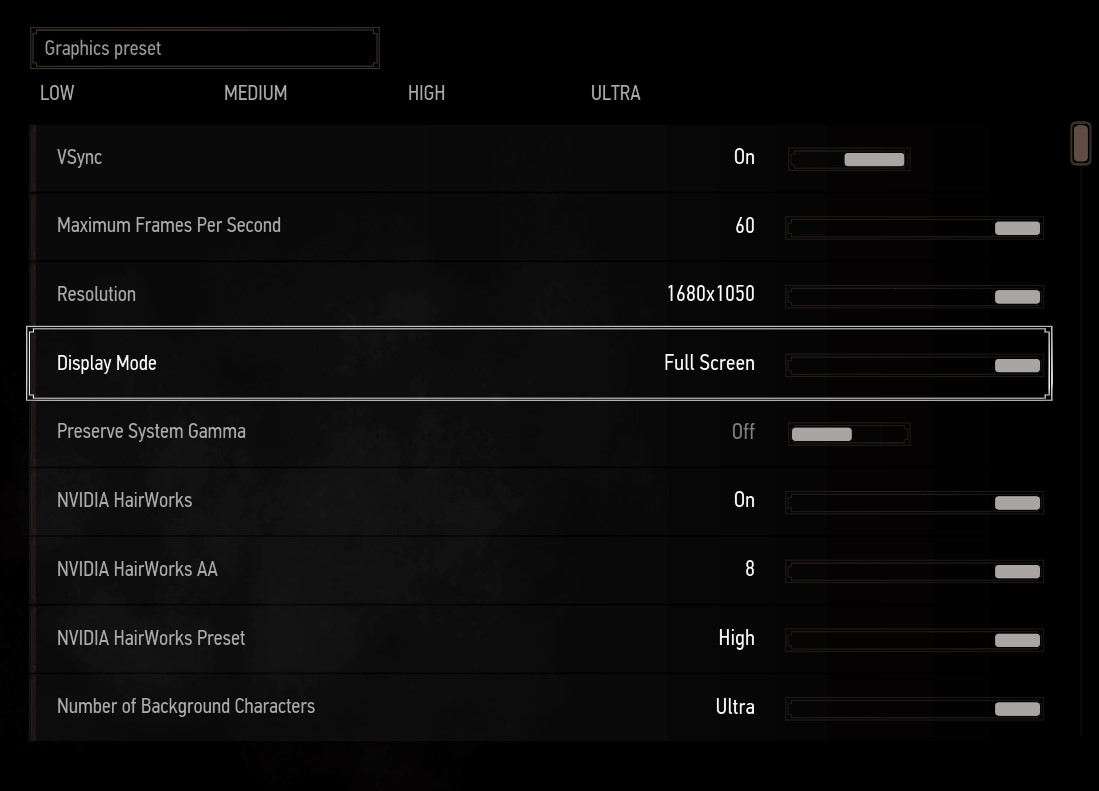 Graphics preset
LOW MEDIUM HIGH ULTRA
VSync On
Maximum Frames Per Second 60
Resolution 1680x1050
Display Mode Full Screen
Preserve System Gamma Off
NVIDIA HairWorks On
NVIDIA HairWorks AA 8
NVIDIA HairWorks Preset High
Number of Background Characters Ultra